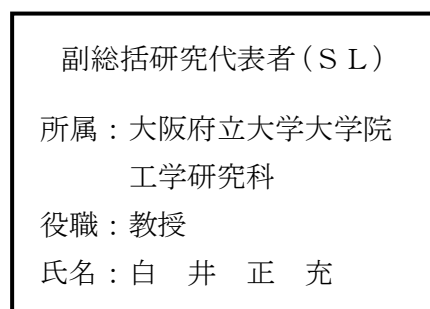 副総括研究代表者（ＳＬ）
所属：大阪府立大学大学院
工学研究科
役職：教授
氏名：白　井　正　充